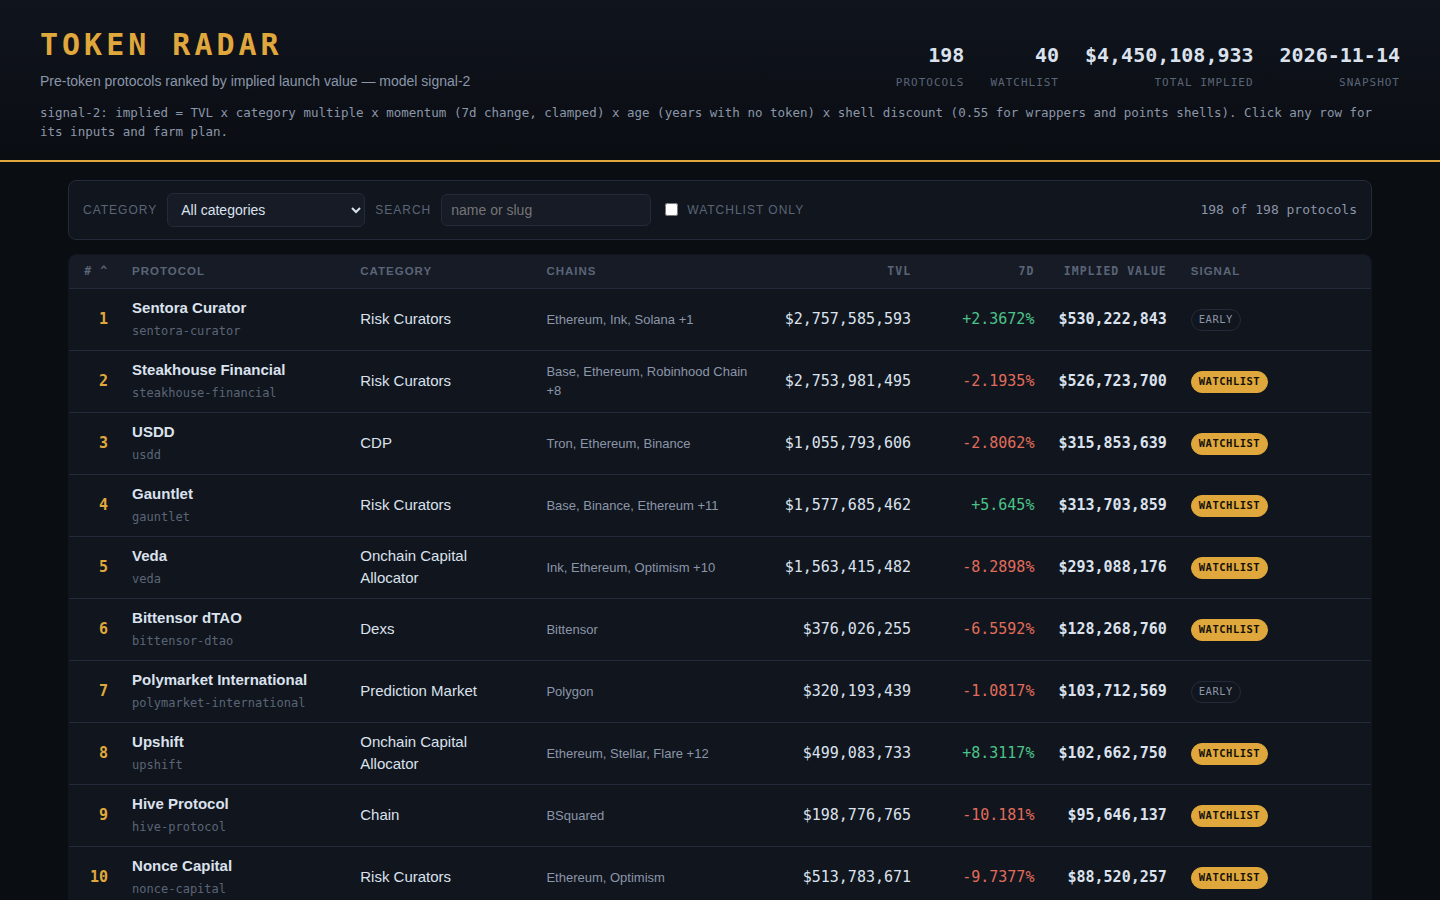 TOKEN RADAR
Pre-token protocols ranked by implied launch value — model signal-2
198 40 $4,450,108,933 2026-11-14
PROTOCOLS WATCHLIST TOTAL IMPLIED SNAPSHOT
signal-2: implied = TVL x category multiple x momentum (7d change, clamped) x age (years with no token) x shell discount (0.55 for wrappers and points shells). Click any row for
its inputs and farm plan.
CATEGORY All categories SEARCH name or slug WATCHLIST ONLY 198 of 198 protocols
# ^ PROTOCOL CATEGORY CHAINS TVL 7D IMPLIED VALUE SIGNAL
1 Sentora Curator Risk Curators Ethereum, Ink, Solana +1 $2,757,585,593 +2.3672% $530,222,843 EARLY
sentora-curator
2 Steakhouse Financial Risk Curators Base, Ethereum, Robinhood Chain $2,753,981,495 -2.1935% $526,723,700 WATCHLIST
steakhouse-financial +8
3 USDD CDP Tron, Ethereum, Binance $1,055,793,606 -2.8062% $315,853,639 WATCHLIST
usdd
4 Gauntlet Risk Curators Base, Binance, Ethereum +11 $1,577,685,462 +5.645% $313,703,859 WATCHLIST
gauntlet
5 Veda Onchain Capital Ink, Ethereum, Optimism +10 $1,563,415,482 -8.2898% $293,088,176 WATCHLIST
veda Allocator
6 Bittensor dTAO Dexs Bittensor $376,026,255 -6.5592% $128,268,760 WATCHLIST
bittensor-dtao
7 Polymarket International Prediction Market Polygon $320,193,439 -1.0817% $103,712,569 EARLY
polymarket-international
8 Upshift Onchain Capital Ethereum, Stellar, Flare +12 $499,083,733 +8.3117% $102,662,750 WATCHLIST
upshift Allocator
9 Hive Protocol Chain BSquared $198,776,765 -10.181% $95,646,137 WATCHLIST
hive-protocol
10 Nonce Capital Risk Curators Ethereum, Optimism $513,783,671 -9.7377% $88,520,257 WATCHLIST
nonce-capital